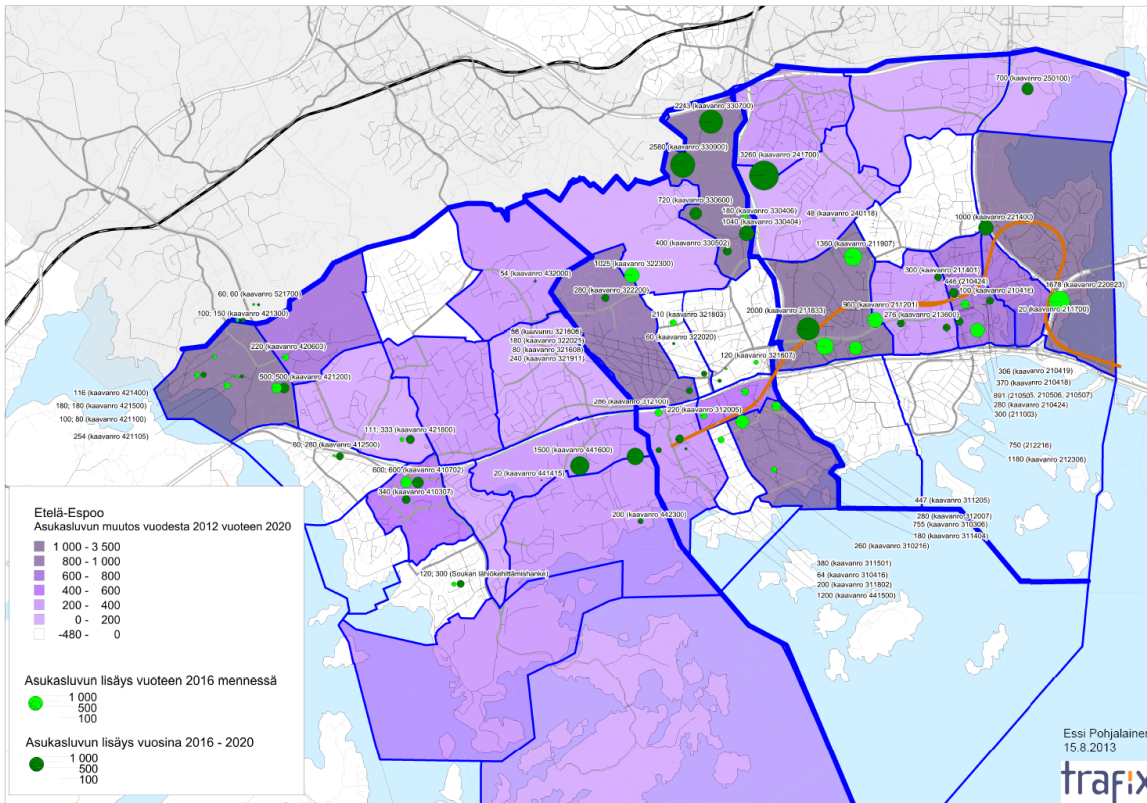 700 (kaavanro 250100)
2243 (kaavanro 330700)
2580 (kaavanro 330900)
3260 (kaavanro 241700)
720 (kaavanro 330600)
180 (kaavanro 330406)
48 (kaavanro 240118)
1040 (kaavanro 330404)
1000 (kaavanro 221400)
400 (kaavanro 330502)
1360 (kaavanro 211907)
1025 (kaavanro 322300)
300 (kaavanro 211401)
54 (kaavanro 432000)
446 (210424)
280 (kaavanro 322200)
100 (kaavanro 210416)
1678 (kaavanro 220823)
60; 60 (kaavanro 521700)
960 (kaavanro 211201)
20 (kaavanro 211700)
100; 150 (kaavanro 421300)
210 (kaavanro 321803)
2000 (kaavanro 211833)
276 (kaavanro 213600)
56 (kaavanro 321606)
180 (kaavanro 322021)
60 (kaavanro 322020)
80 (kaavanro 321608)
240 (kaavanro 321911)
220 (kaavanro 420603)
120 (kaavanro 321607)
500; 500 (kaavanro 421200)
306 (kaavanro 210419)
370 (kaavanro 210418)
891 (210505, 210506, 210507)
280 (kaavanro 210424)
300 (kaavanro 211003)
116 (kaavanro 421400)
180; 180 (kaavanro 421500)
100; 80 (kaavanro 421100)
254 (kaavanro 421105)
286 (kaavanro 312100)
220 (kaavanro 312005)
111; 333 (kaavanro 421800)
60; 280 (kaavanro 412500)
1500 (kaavanro 441600)
750 (212216)
1180 (kaavanro 212306)
600; 600 (kaavanro 410702)
20 (kaavanro 441415)
340 (kaavanro 410307)
447 (kaavanro 311205)
200 (kaavanro 442300)
280 (kaavanro 312007)
755 (kaavanro 310306)
180 (kaavanro 311404)
260 (kaavanro 310216)
380 (kaavanro 311501)
64 (kaavanro 310416)
200 (kaavanro 311802)
1200 (kaavanro 441500)
120; 300 (Soukan lähiökehittämishanke)
Etelä-Espoo
Asukasluvun muutos vuodesta 2012 vuoteen 2020
1 000 - 3 500
800 - 1 000
600 - 800
400 - 600
200 - 400
0 - 200
-480 - 0
Asukasluvun lisäys vuoteen 2016 mennessä
1 000
500
100
Asukasluvun lisäys vuosina 2016 - 2020
1 000
500
100
Essi Pohjalainen
15.8.2013
trafix